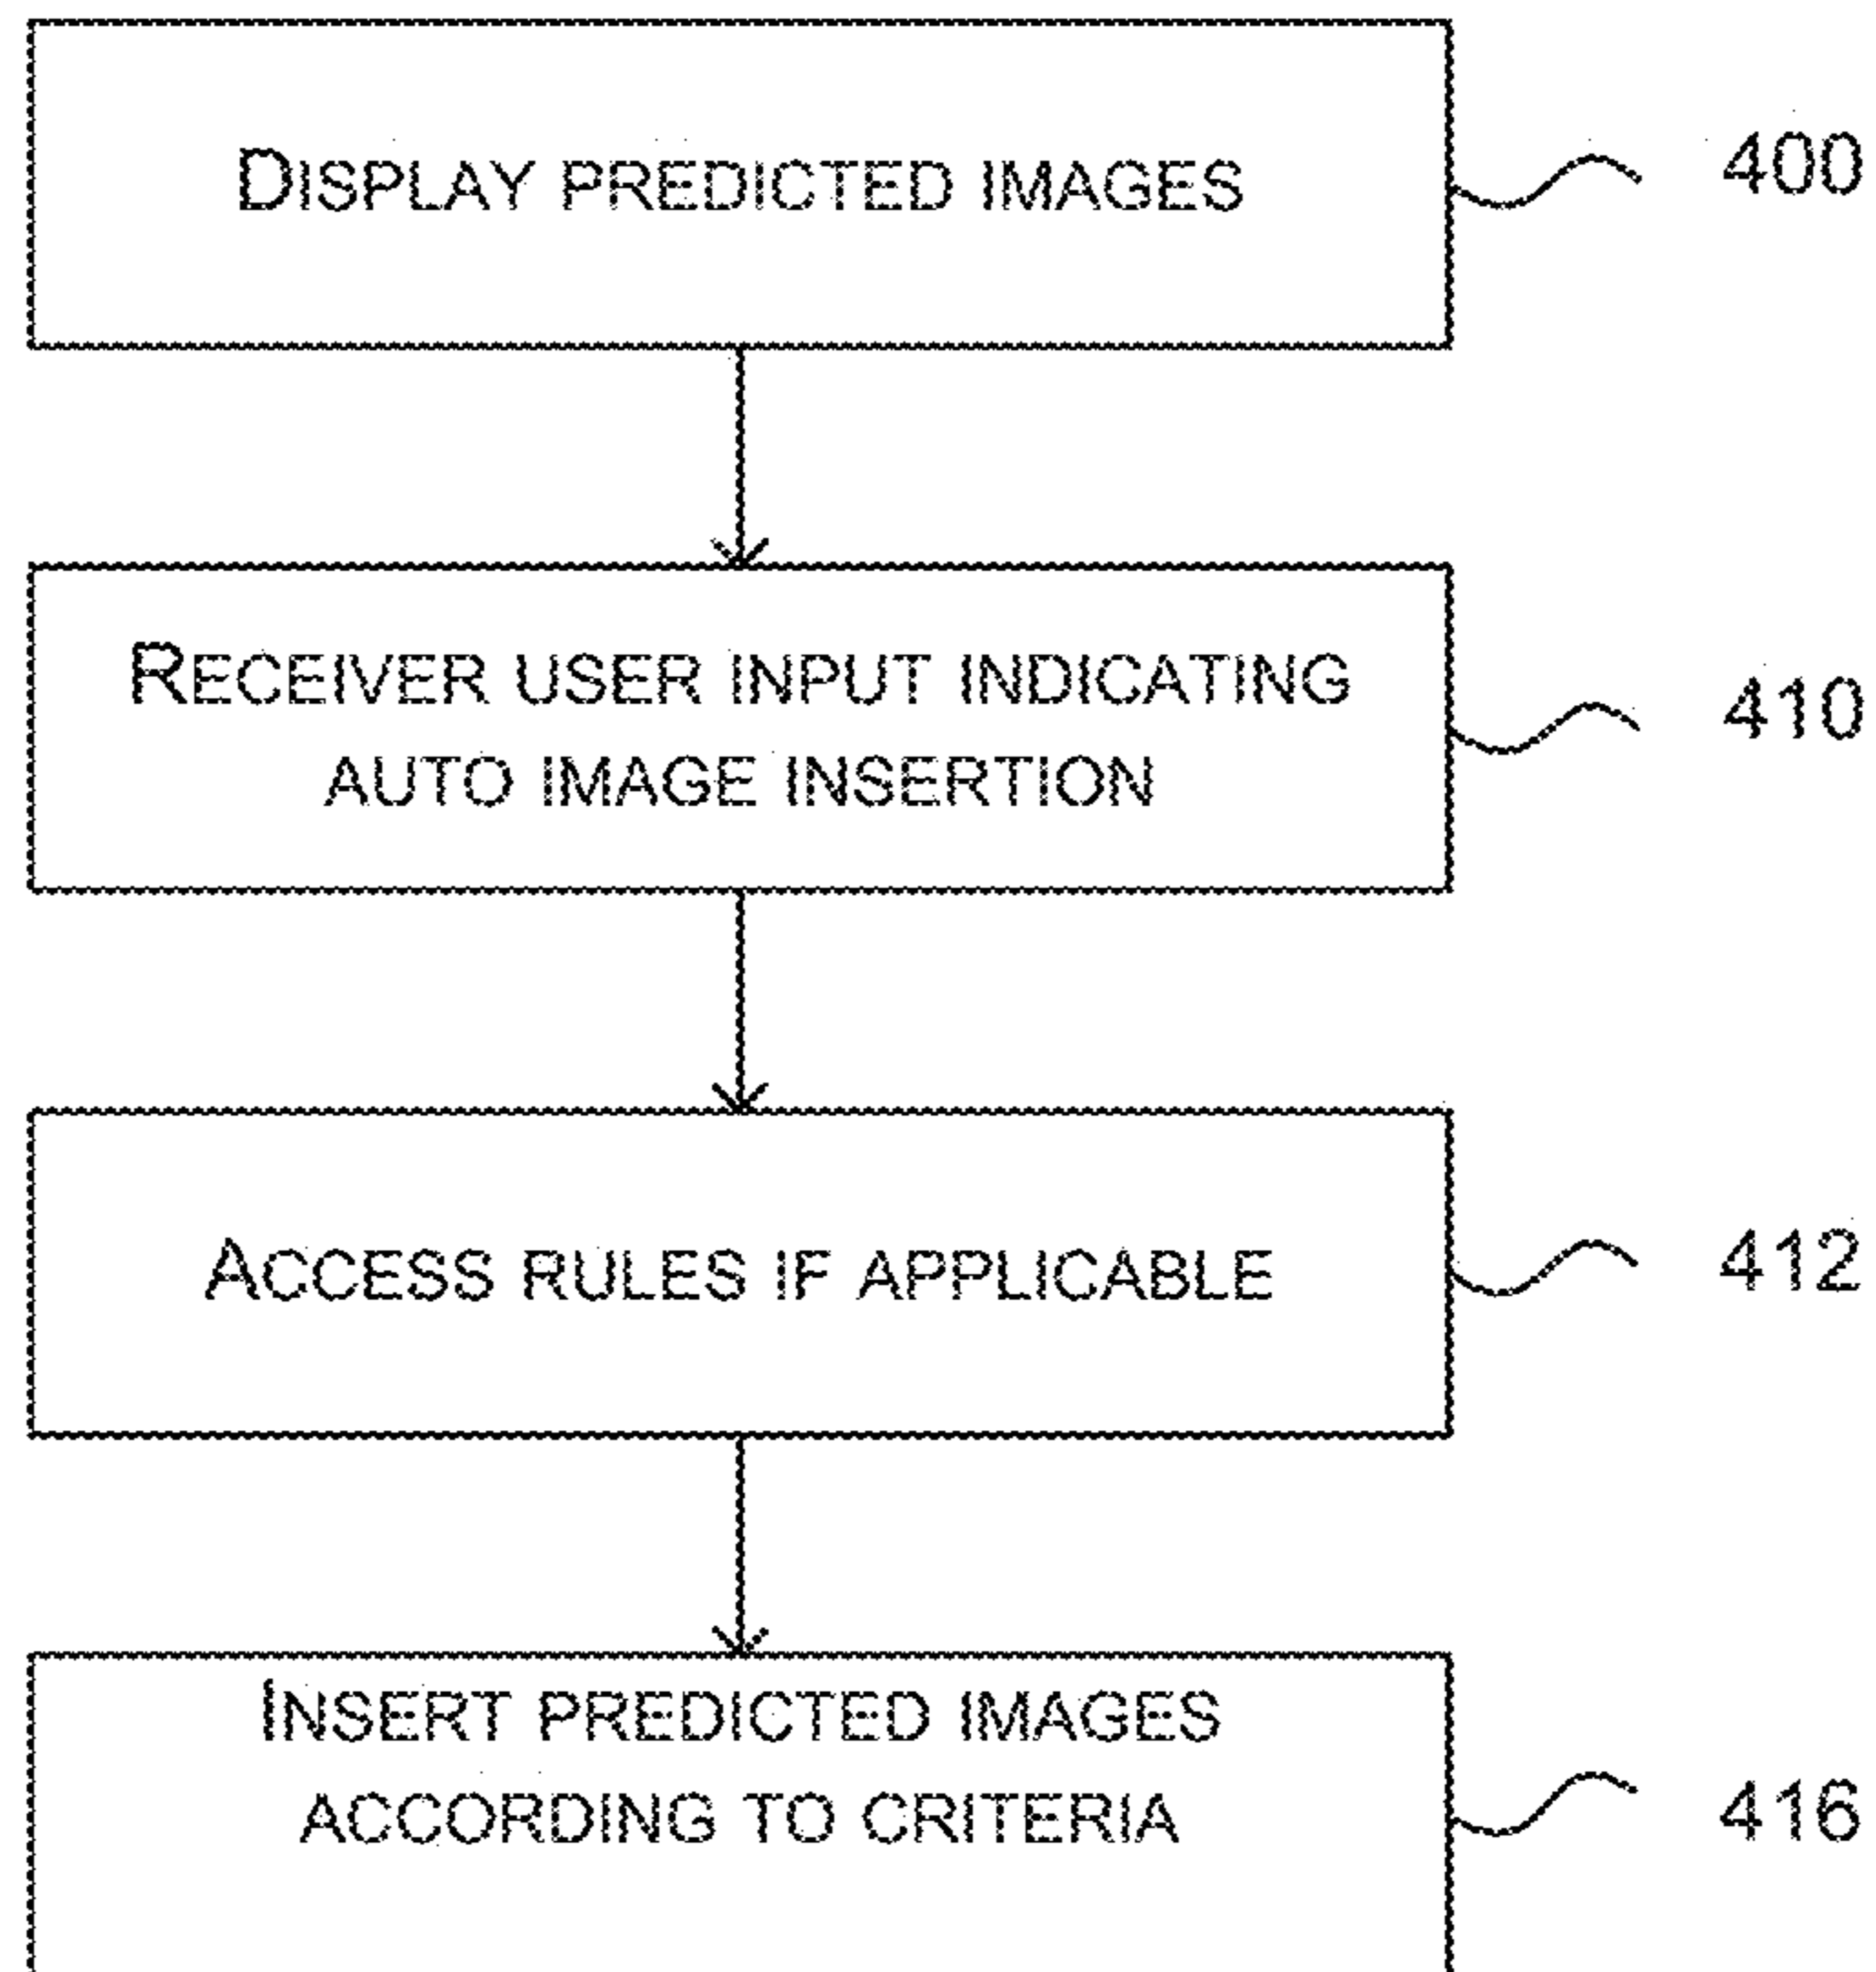 DISPLAY PREDICTED IMAGES
400
RECEIVER USER INPUT INDICATING
AUTO IMAGE INSERTION
410
ACCESS RULES IF APPLICABLE
412
INSERT PREDICTED IMAGES
ACCORDING TO CRITERIA
416